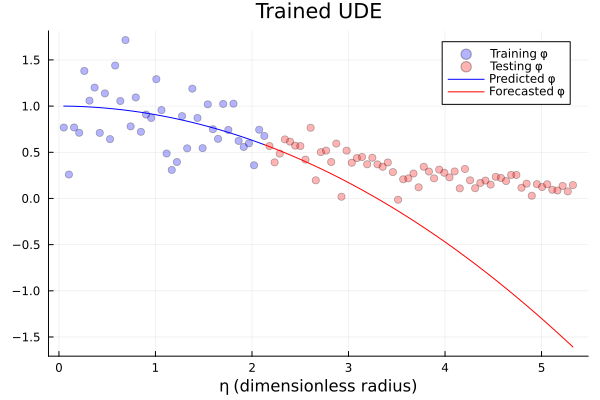 Trained UDE
Training φ
Testing φ
Predicted φ
Forecasted φ
1.5
1.0
0.5
0.0
−0.5
−1.0
−1.5
0 1 2 3 4 5
η (dimensionless radius)